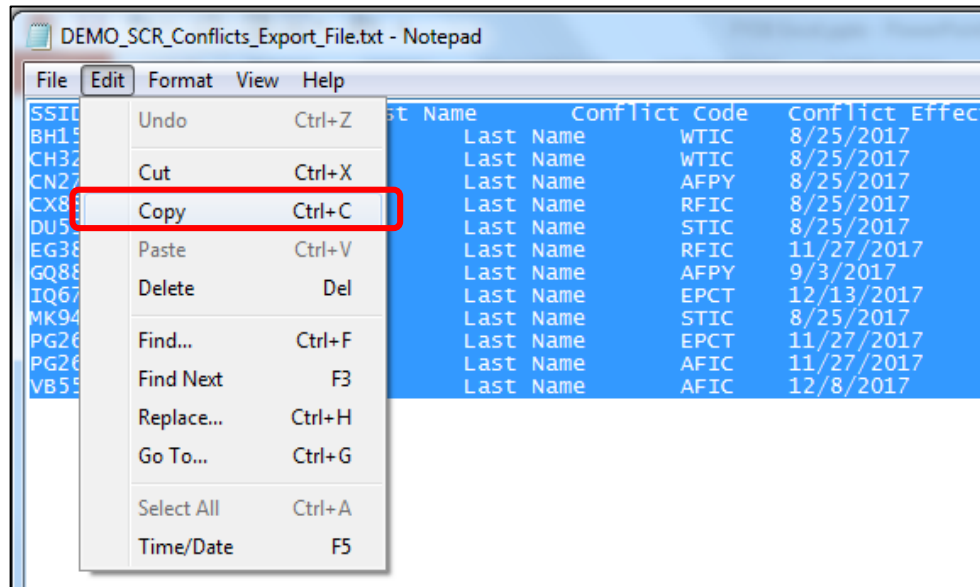 DEMO_SCR_Conflicts_Export_File.txt - Notepad
File Edit Format View Help
SSID st Name Conflict Code Conflict Effec
BH15 Last Name WTIC 8/25/2017
CH32 Last Name WTIC 8/25/2017
CN27 Last Name AFPY 8/25/2017
CX8 Last Name RFIC 8/25/2017
DU5 Last Name STIC 8/25/2017
EG38 Last Name RFIC 11/27/2017
GQ88 Last Name AFPY 9/3/2017
IQ67 Last Name EPCT 12/13/2017
MK94 Last Name STIC 8/25/2017
PG26 Last Name EPCT 11/27/2017
PG26 Last Name AFIC 11/27/2017
VB55 Last Name AFIC 12/8/2017
Undo Ctrl+Z
Cut Ctrl+X
Copy Ctrl+C
Paste Ctrl+V
Delete Del
Find... Ctrl+F
Find Next F3
Replace... Ctrl+H
Go To... Ctrl+G
Select All Ctrl+A
Time/Date F5